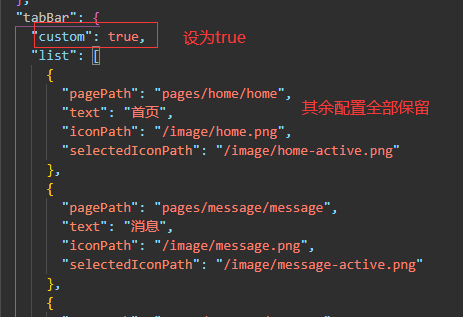 },
"tabBar": {
"custom": true,
设为true
"list": [
{
"pagePath": "pages/home/home",
其余配置全部保留
"text": "首页",
"iconPath": "/image/home.png",
"selectedIconPath": "/image/home-active.png"
},
{
"pagePath": "pages/message/message",
"text": "消息",
"iconPath": "/image/message.png",
"selectedIconPath": "/image/message-active.png"
},
{